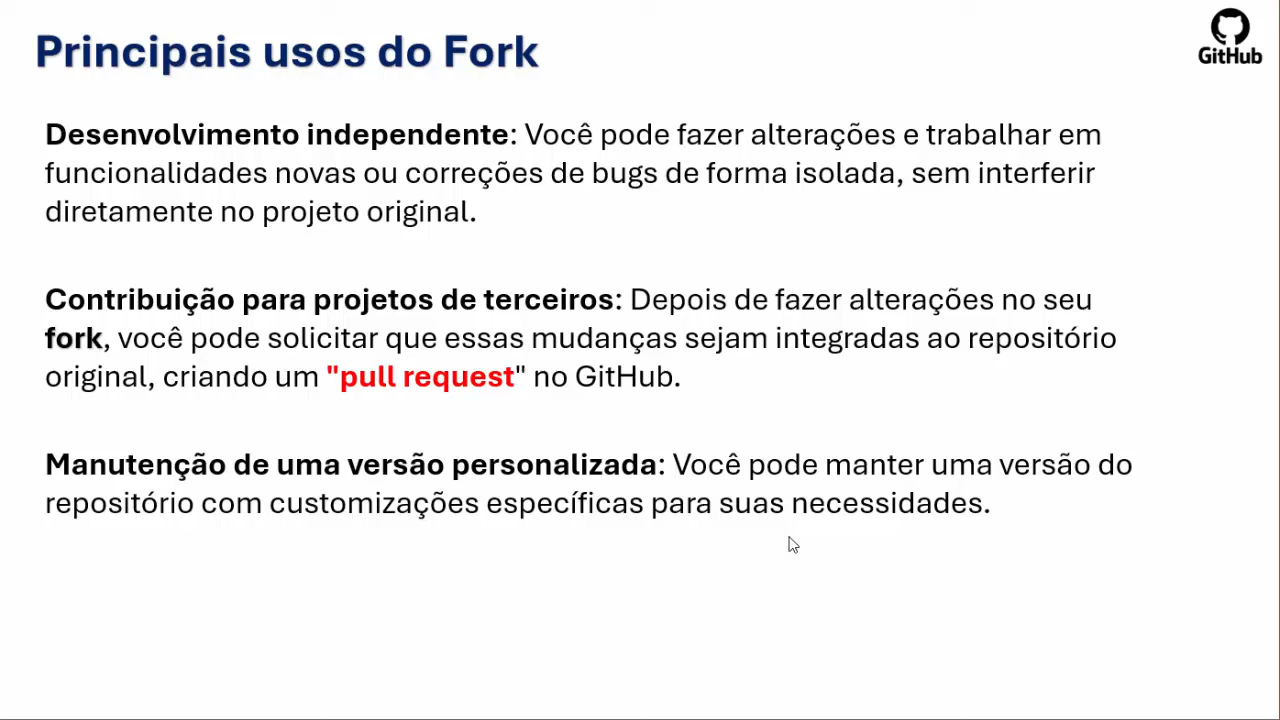 Principais usos do Fork
GitHub
Desenvolvimento independente: Você pode fazer alterações e trabalhar em
funcionalidades novas ou correções de bugs de forma isolada, sem interferir
diretamente no projeto original.
Contribuição para projetos de terceiros: Depois de fazer alterações no seu
fork, você pode solicitar que essas mudanças sejam integradas ao repositório
original, criando um "pull request" no GitHub.
Manutenção de uma versão personalizada: Você pode manter uma versão do
repositório com customizações específicas para suas necessidades.